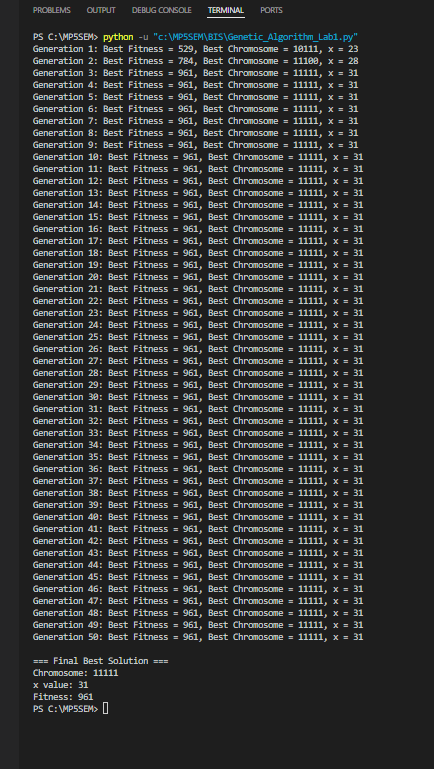 PROBLEMS OUTPUT DEBUG CONSOLE TERMINAL PORTS
PS C:\MP5SEM> python -u "c:\MP5SEM\BIS\Genetic_Algorithm_Lab1.py"
Generation 1: Best Fitness = 529, Best Chromosome = 10111, x = 23
Generation 2: Best Fitness = 784, Best Chromosome = 11100, x = 28
Generation 3: Best Fitness = 961, Best Chromosome = 11111, x = 31
Generation 4: Best Fitness = 961, Best Chromosome = 11111, x = 31
Generation 5: Best Fitness = 961, Best Chromosome = 11111, x = 31
Generation 6: Best Fitness = 961, Best Chromosome = 11111, x = 31
Generation 7: Best Fitness = 961, Best Chromosome = 11111, x = 31
Generation 8: Best Fitness = 961, Best Chromosome = 11111, x = 31
Generation 9: Best Fitness = 961, Best Chromosome = 11111, x = 31
Generation 10: Best Fitness = 961, Best Chromosome = 11111, x = 31
Generation 11: Best Fitness = 961, Best Chromosome = 11111, x = 31
Generation 12: Best Fitness = 961, Best Chromosome = 11111, x = 31
Generation 13: Best Fitness = 961, Best Chromosome = 11111, x = 31
Generation 14: Best Fitness = 961, Best Chromosome = 11111, x = 31
Generation 15: Best Fitness = 961, Best Chromosome = 11111, x = 31
Generation 16: Best Fitness = 961, Best Chromosome = 11111, x = 31
Generation 17: Best Fitness = 961, Best Chromosome = 11111, x = 31
Generation 18: Best Fitness = 961, Best Chromosome = 11111, x = 31
Generation 19: Best Fitness = 961, Best Chromosome = 11111, x = 31
Generation 20: Best Fitness = 961, Best Chromosome = 11111, x = 31
Generation 21: Best Fitness = 961, Best Chromosome = 11111, x = 31
Generation 22: Best Fitness = 961, Best Chromosome = 11111, x = 31
Generation 23: Best Fitness = 961, Best Chromosome = 11111, x = 31
Generation 24: Best Fitness = 961, Best Chromosome = 11111, x = 31
Generation 25: Best Fitness = 961, Best Chromosome = 11111, x = 31
Generation 26: Best Fitness = 961, Best Chromosome = 11111, x = 31
Generation 27: Best Fitness = 961, Best Chromosome = 11111, x = 31
Generation 28: Best Fitness = 961, Best Chromosome = 11111, x = 31
Generation 29: Best Fitness = 961, Best Chromosome = 11111, x = 31
Generation 30: Best Fitness = 961, Best Chromosome = 11111, x = 31
Generation 31: Best Fitness = 961, Best Chromosome = 11111, x = 31
Generation 32: Best Fitness = 961, Best Chromosome = 11111, x = 31
Generation 33: Best Fitness = 961, Best Chromosome = 11111, x = 31
Generation 34: Best Fitness = 961, Best Chromosome = 11111, x = 31
Generation 35: Best Fitness = 961, Best Chromosome = 11111, x = 31
Generation 36: Best Fitness = 961, Best Chromosome = 11111, x = 31
Generation 37: Best Fitness = 961, Best Chromosome = 11111, x = 31
Generation 38: Best Fitness = 961, Best Chromosome = 11111, x = 31
Generation 39: Best Fitness = 961, Best Chromosome = 11111, x = 31
Generation 40: Best Fitness = 961, Best Chromosome = 11111, x = 31
Generation 41: Best Fitness = 961, Best Chromosome = 11111, x = 31
Generation 42: Best Fitness = 961, Best Chromosome = 11111, x = 31
Generation 43: Best Fitness = 961, Best Chromosome = 11111, x = 31
Generation 44: Best Fitness = 961, Best Chromosome = 11111, x = 31
Generation 45: Best Fitness = 961, Best Chromosome = 11111, x = 31
Generation 46: Best Fitness = 961, Best Chromosome = 11111, x = 31
Generation 47: Best Fitness = 961, Best Chromosome = 11111, x = 31
Generation 48: Best Fitness = 961, Best Chromosome = 11111, x = 31
Generation 49: Best Fitness = 961, Best Chromosome = 11111, x = 31
Generation 50: Best Fitness = 961, Best Chromosome = 11111, x = 31
=== Final Best Solution ===
Chromosome: 11111
x value: 31
Fitness: 961
PS C:\MP5SEM>